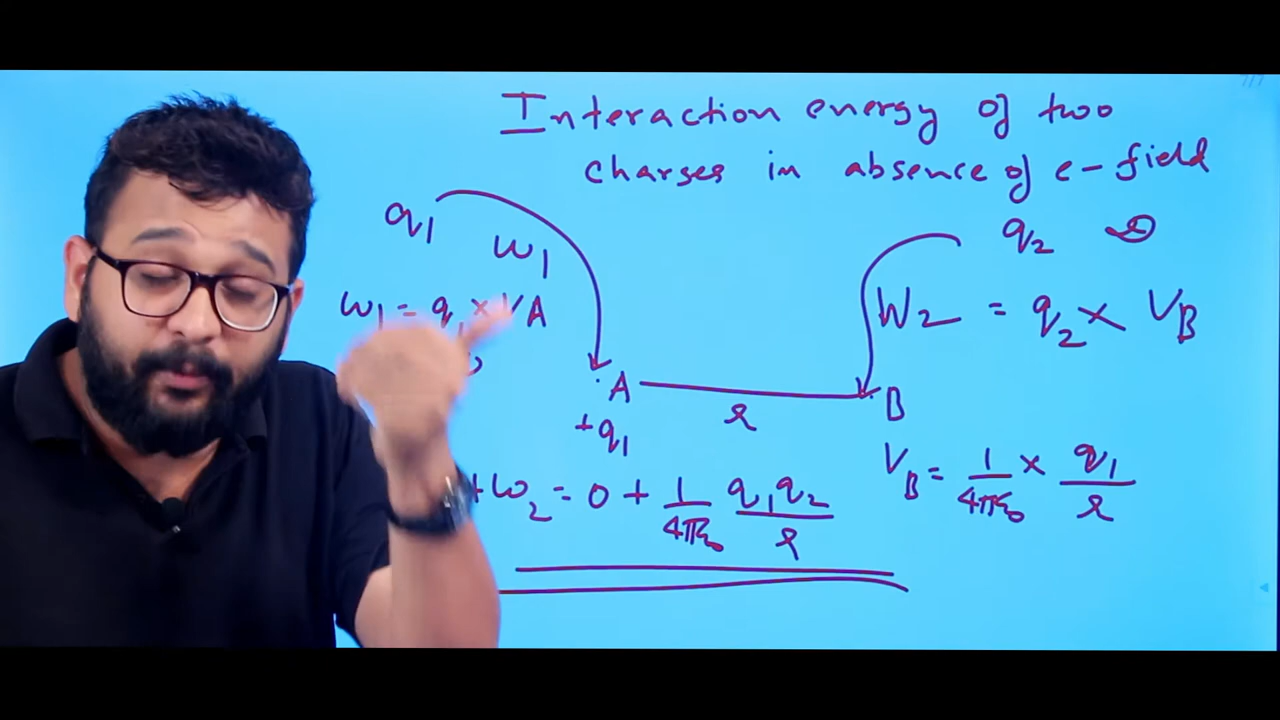 Interaction energy of two
charses in absence of e-field
q1
w1
w1 = q1 × VA
q2
W2 = q2 × VB
A
r
B
+q1
VB = 1/4πε0 × q1/r
+w2 = 0 + 1/4πε0 q1q2/r